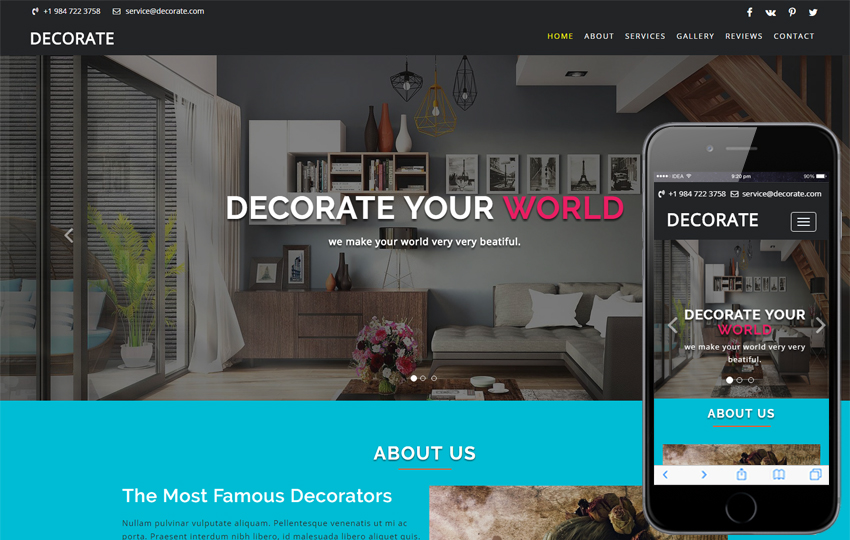 +1 984 722 3758 service@decorate.com
DECORATE
HOME ABOUT SERVICES GALLERY REVIEWS CONTACT
DECORATE YOUR WORLD
we make your world very very beatiful.
ABOUT US
The Most Famous Decorators
Nullam pulvinar vulputate aliquam. Pellentesque venenatis ut mi ac
porta. Praesent interdum nibh libero, id malesuada libero aliquet quis.
IDEA 9:20 pm 90%
+1 984 722 3758 service@decorate.com
DECORATE
DECORATE YOUR
WORLD
we make your world very very
beatiful.
ABOUT US